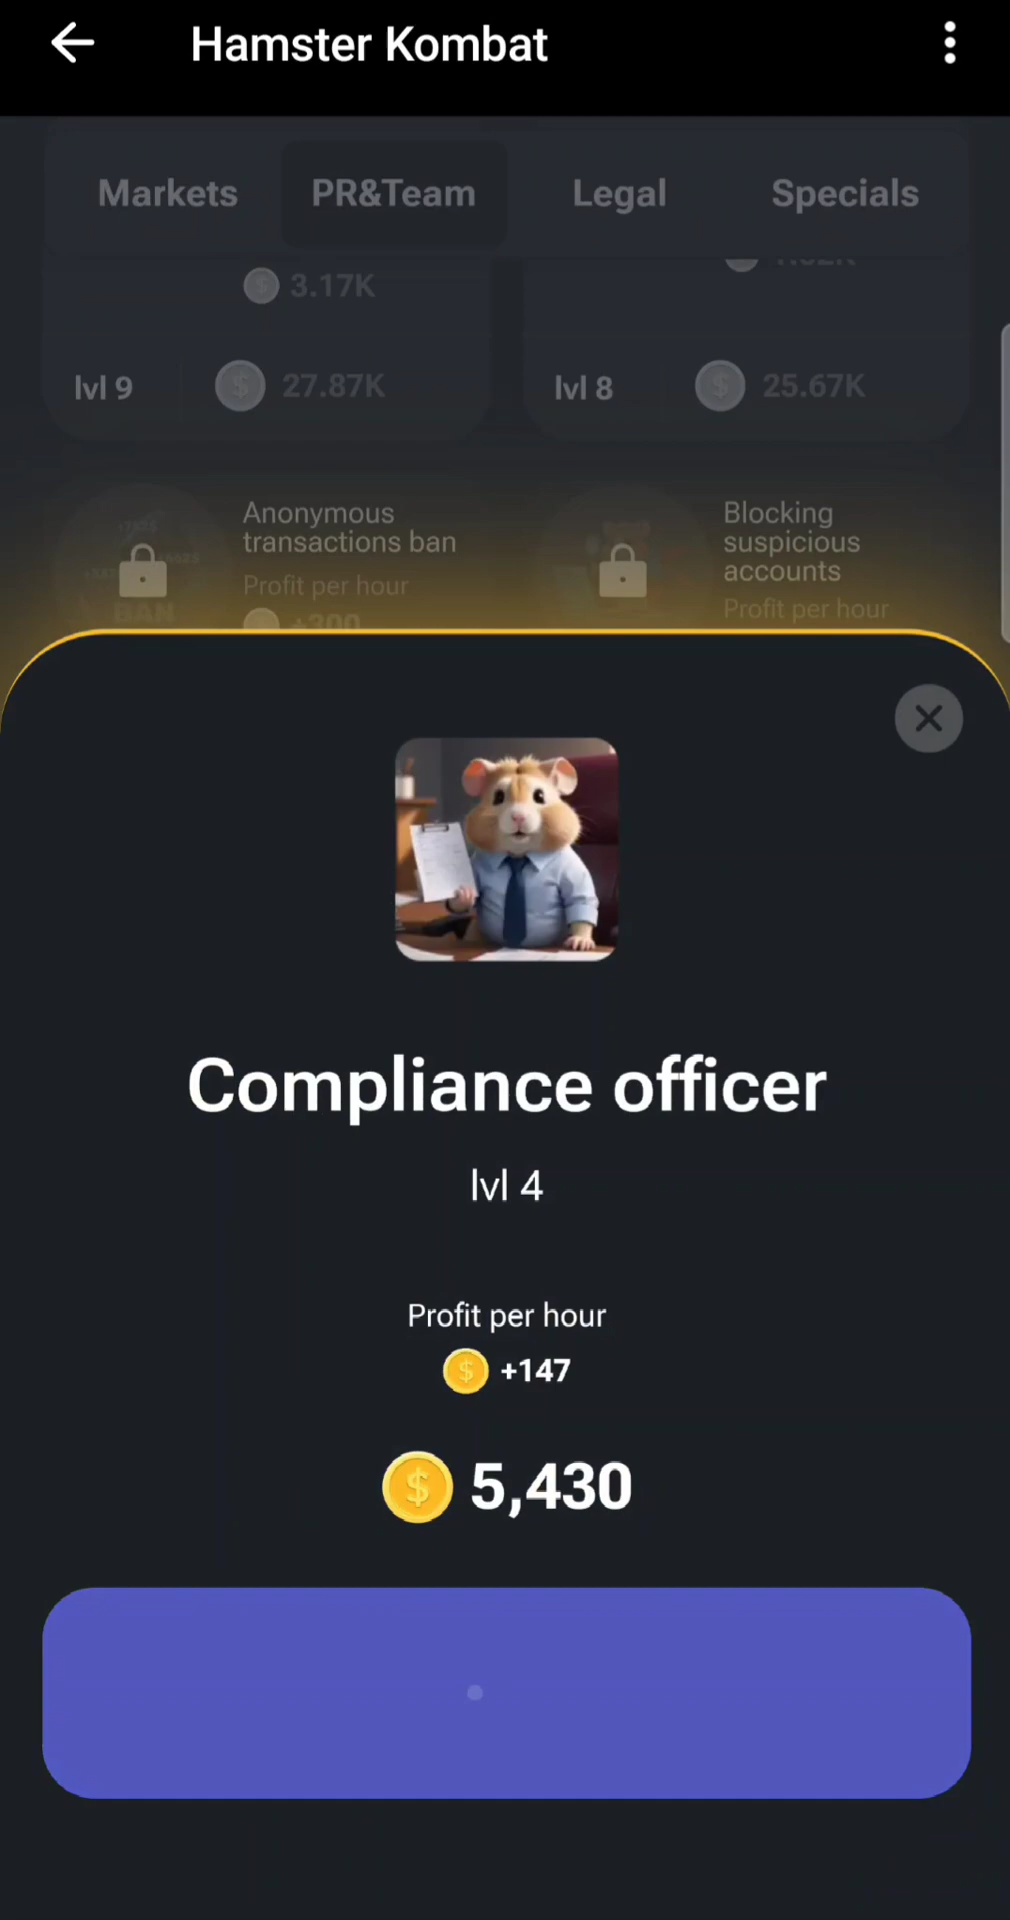 Hamster Kombat
Markets PR&Team Legal Specials
3.17K
lvl 9 27.87K
lvl 8 25.67K
Anonymous
transactions ban
Profit per hour
+300
Blocking
suspicious
accounts
Profit per hour
Compliance officer
lvl 4
Profit per hour
+147
5,430